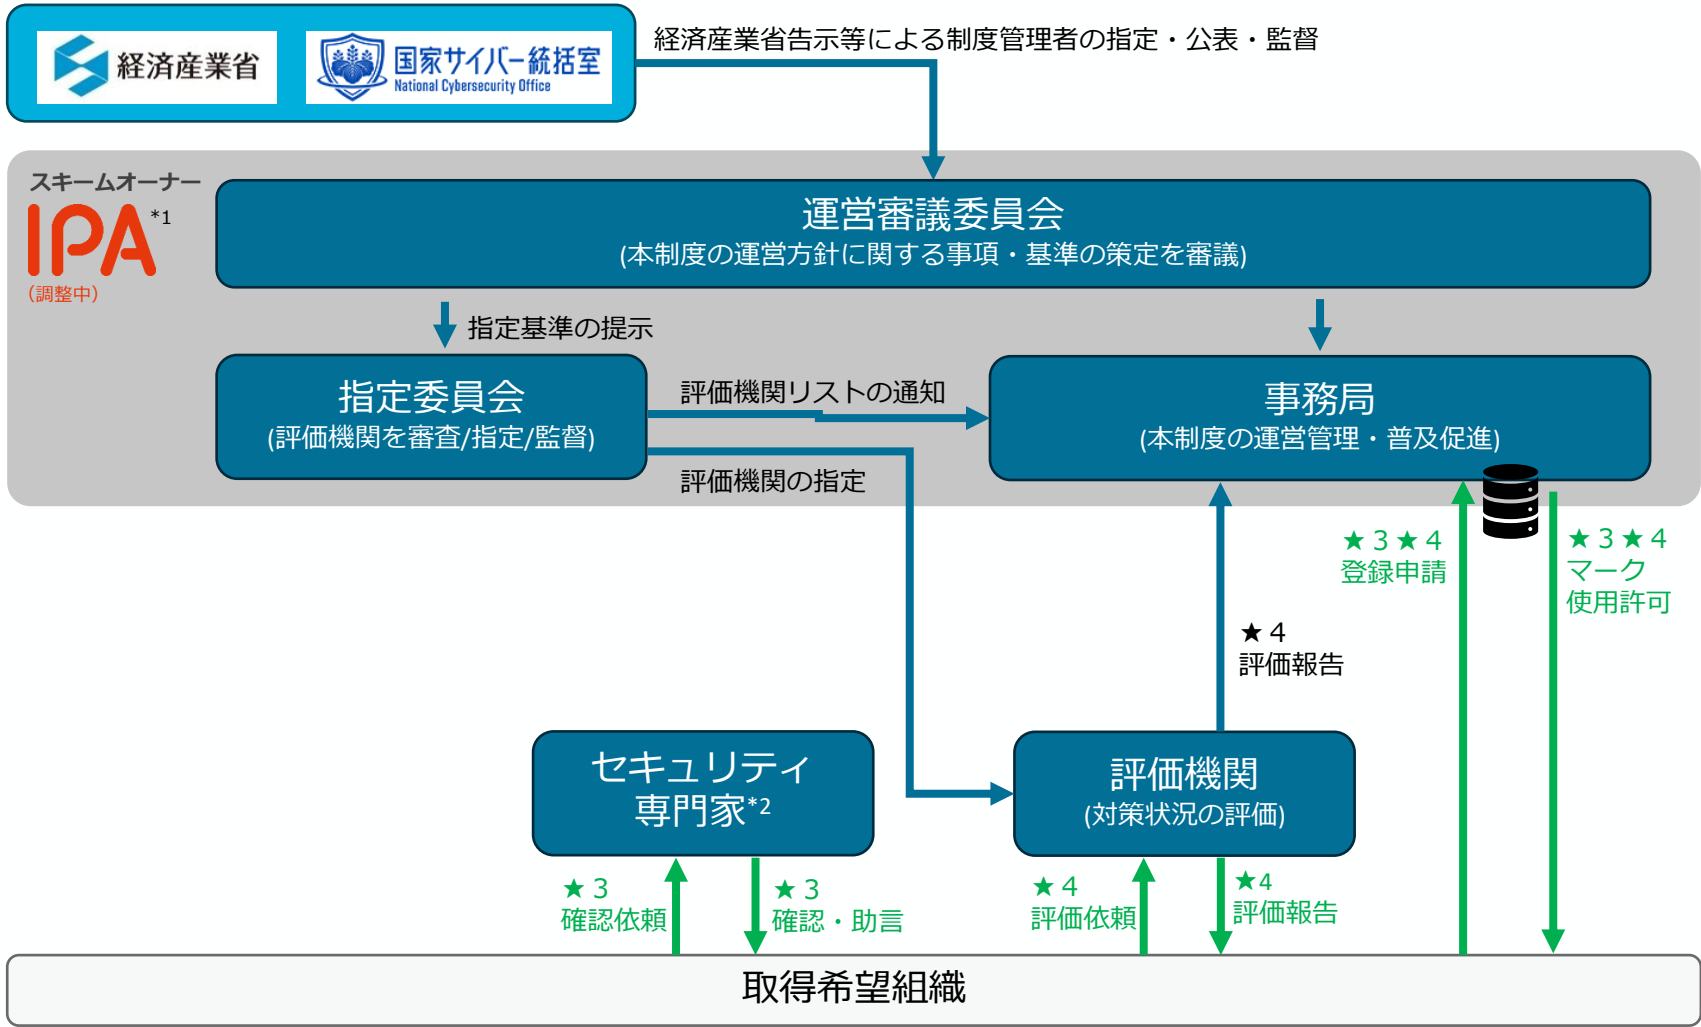 経済産業省
国家サイバー統括室
National Cybersecurity Office
経済産業省告示等による制度管理者の指定・公表・監督
スキームオーナー
IPA *1
(調整中)
運営審議委員会
(本制度の運営方針に関する事項・基準の策定を審議)
指定基準の提示
指定委員会
(評価機関を審査/指定/監督)
評価機関リストの通知
評価機関の指定
事務局
(本制度の運営管理・普及促進)
★3★4
登録申請
★3★4
マーク
使用許可
★4
評価報告
セキュリティ
専門家*2
評価機関
(対策状況の評価)
★3
確認依頼
★3
確認・助言
★4
評価依頼
★4
評価報告
取得希望組織